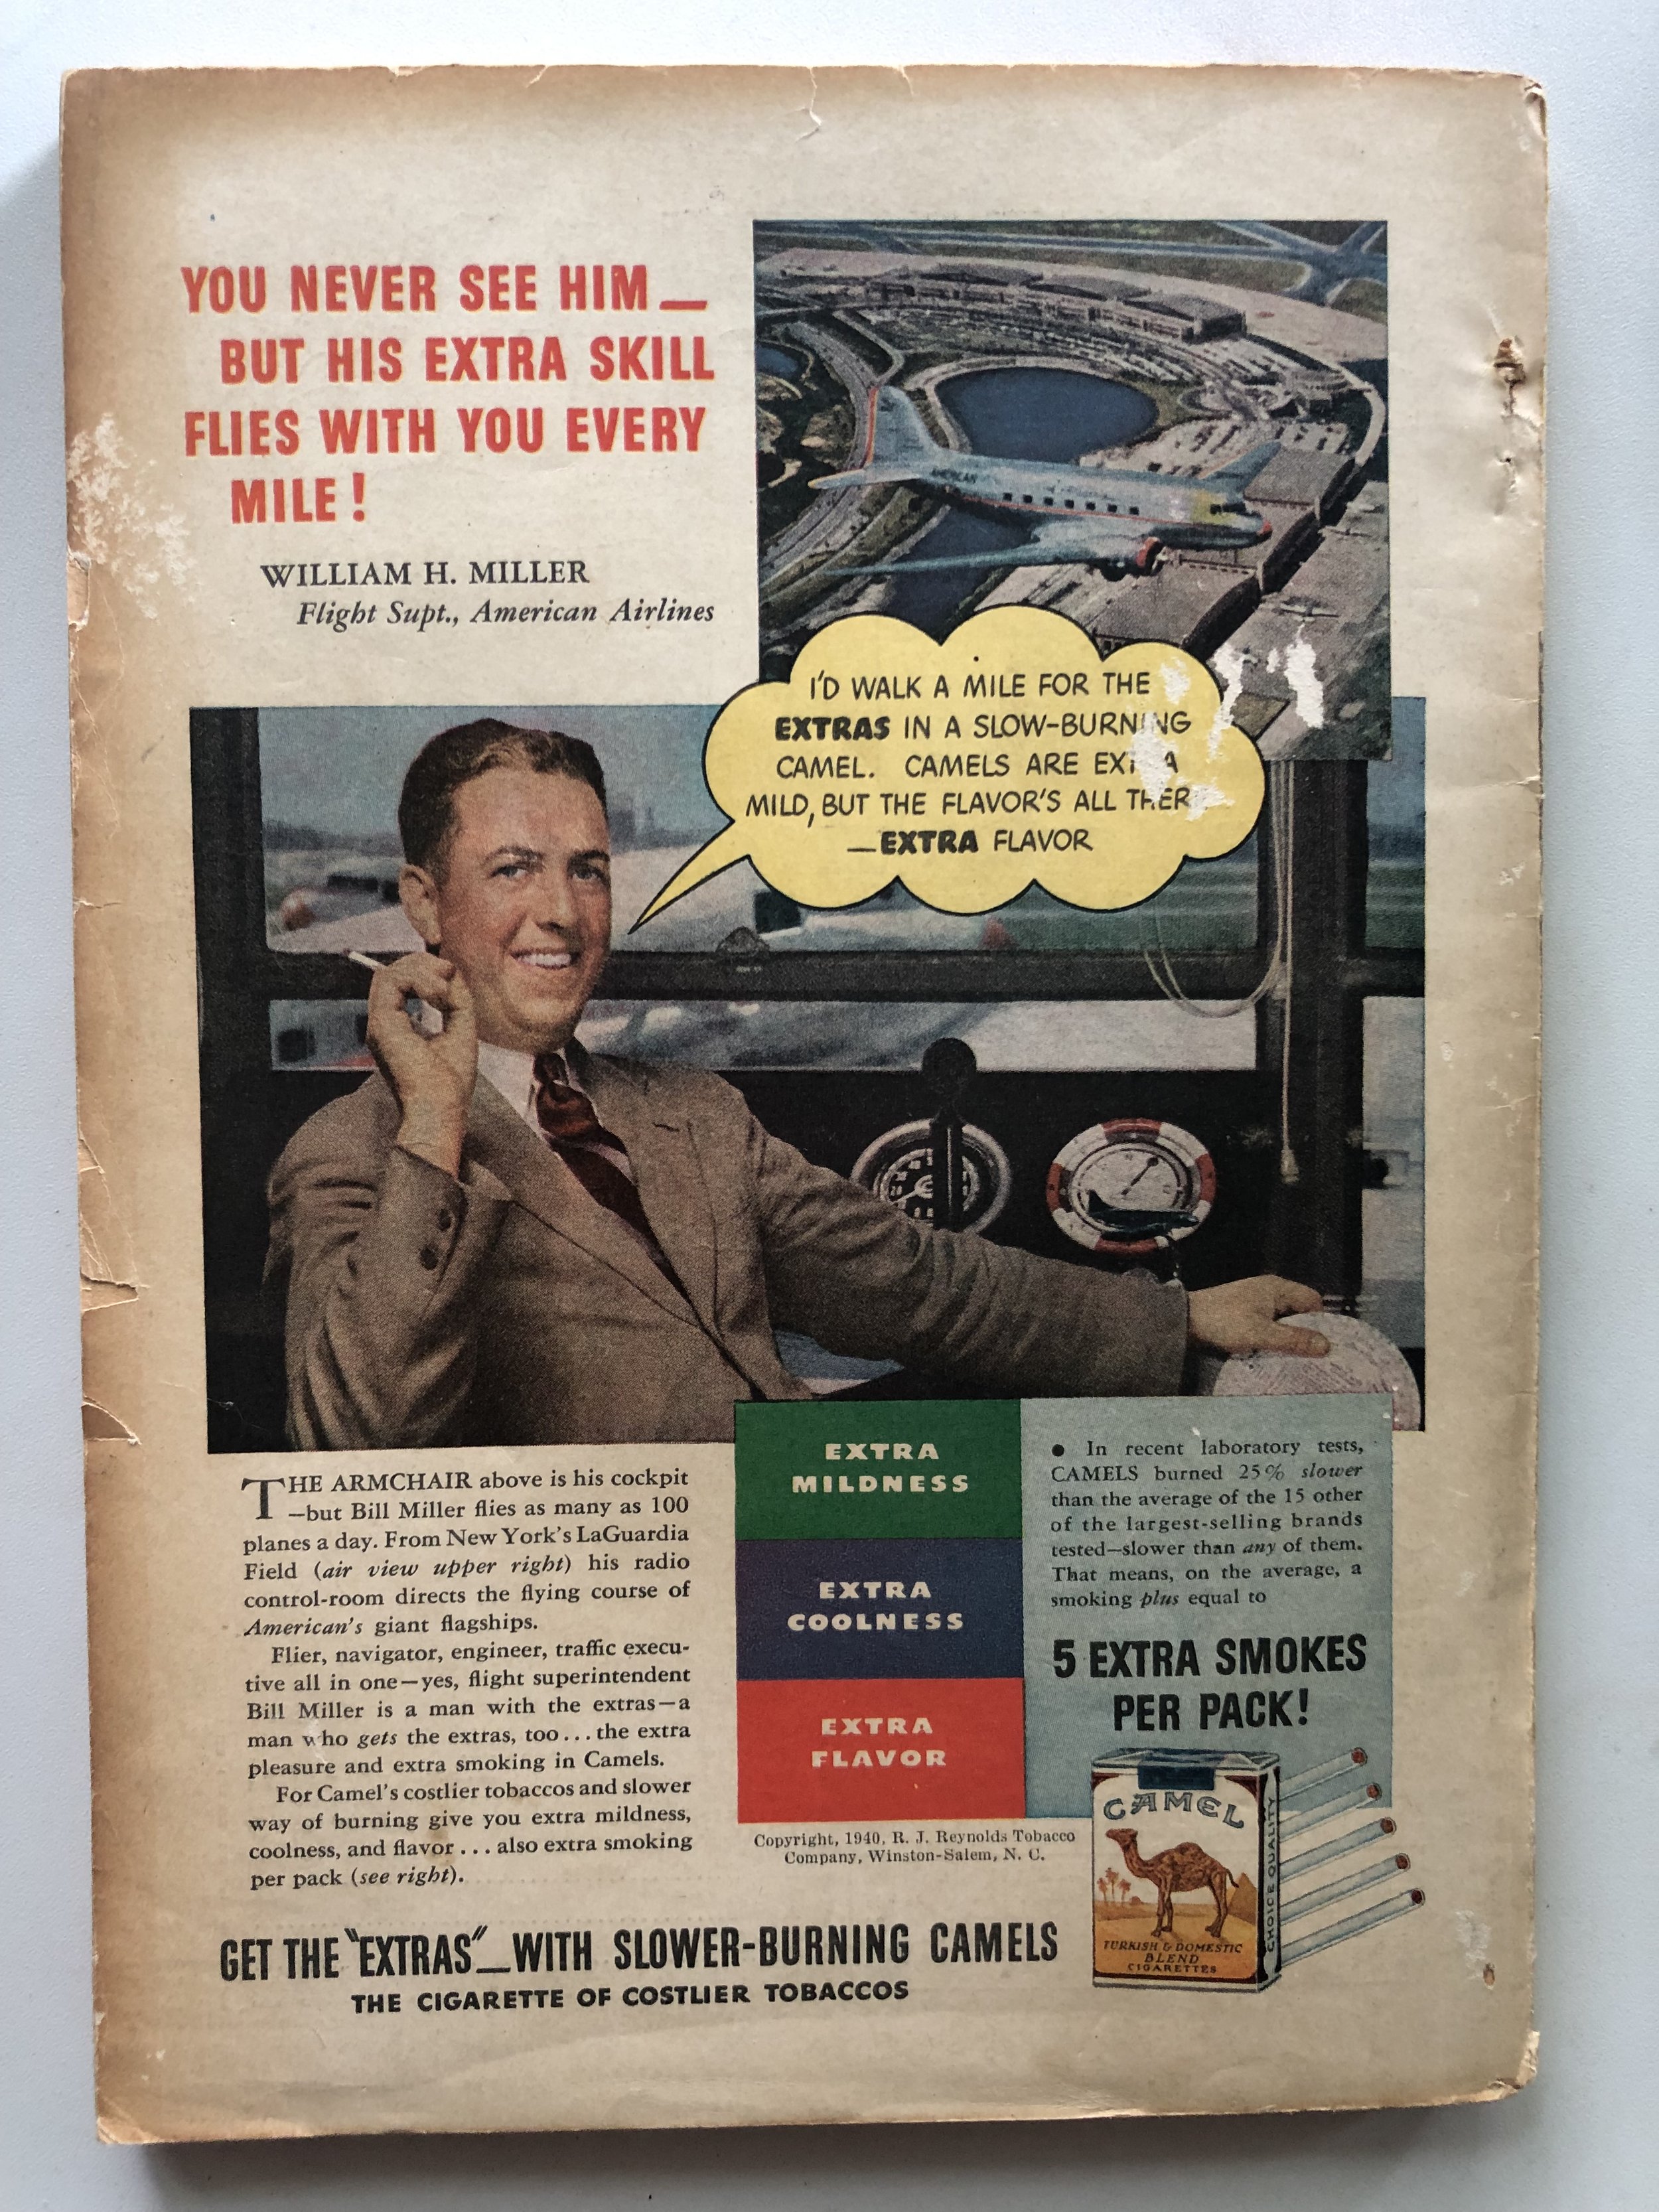 YOU NEVER SEE HIM—
BUT HIS EXTRA SKILL
FLIES WITH YOU EVERY
MILE!
WILLIAM H. MILLER
Flight Supt., American Airlines
AMERICAN
I'D WALK A MILE FOR THE
EXTRAS IN A SLOW-BURNING
CAMEL. CAMELS ARE EXTRA
MILD, BUT THE FLAVOR'S ALL THERE
—EXTRA FLAVOR
THE ARMCHAIR above is his cockpit
—but Bill Miller flies as many as 100
planes a day. From New York's LaGuardia
Field (air view upper right) his radio
control-room directs the flying course of
American's giant flagships.
Flier, navigator, engineer, traffic execu-
tive all in one—yes, flight superintendent
Bill Miller is a man with the extras—a
man who gets the extras, too...the extra
pleasure and extra smoking in Camels.
For Camel's costlier tobaccos and slower
way of burning give you extra mildness,
coolness, and flavor...also extra smoking
per pack (see right).
EXTRA
MILDNESS
EXTRA
COOLNESS
EXTRA
FLAVOR
● In recent laboratory tests,
CAMELS burned 25% slower
than the average of the 15 other
of the largest-selling brands
tested—slower than any of them.
That means, on the average, a
smoking plus equal to
5 EXTRA SMOKES
PER PACK!
Copyright, 1940, R. J. Reynolds Tobacco
Company, Winston-Salem, N. C.
CAMEL
TURKISH & DOMESTIC
BLEND
CIGARETTES
CHOICE QUALITY
GET THE "EXTRAS"—WITH SLOWER-BURNING CAMELS
THE CIGARETTE OF COSTLIER TOBACCOS